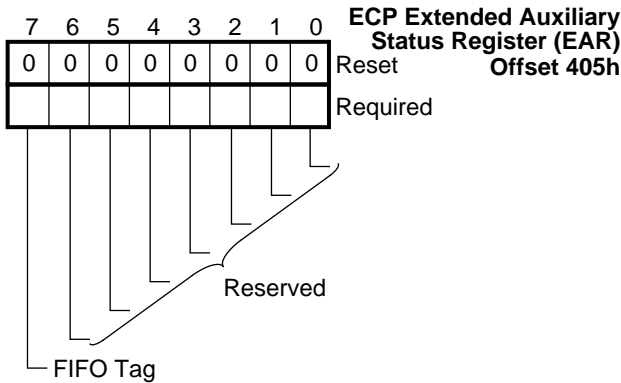 ECP Extended Auxiliary
Status Register (EAR)
Offset 405h
7 6 5 4 3 2 1 0
0 0 0 0 0 0 0 0 Reset
Required
Reserved
FIFO Tag